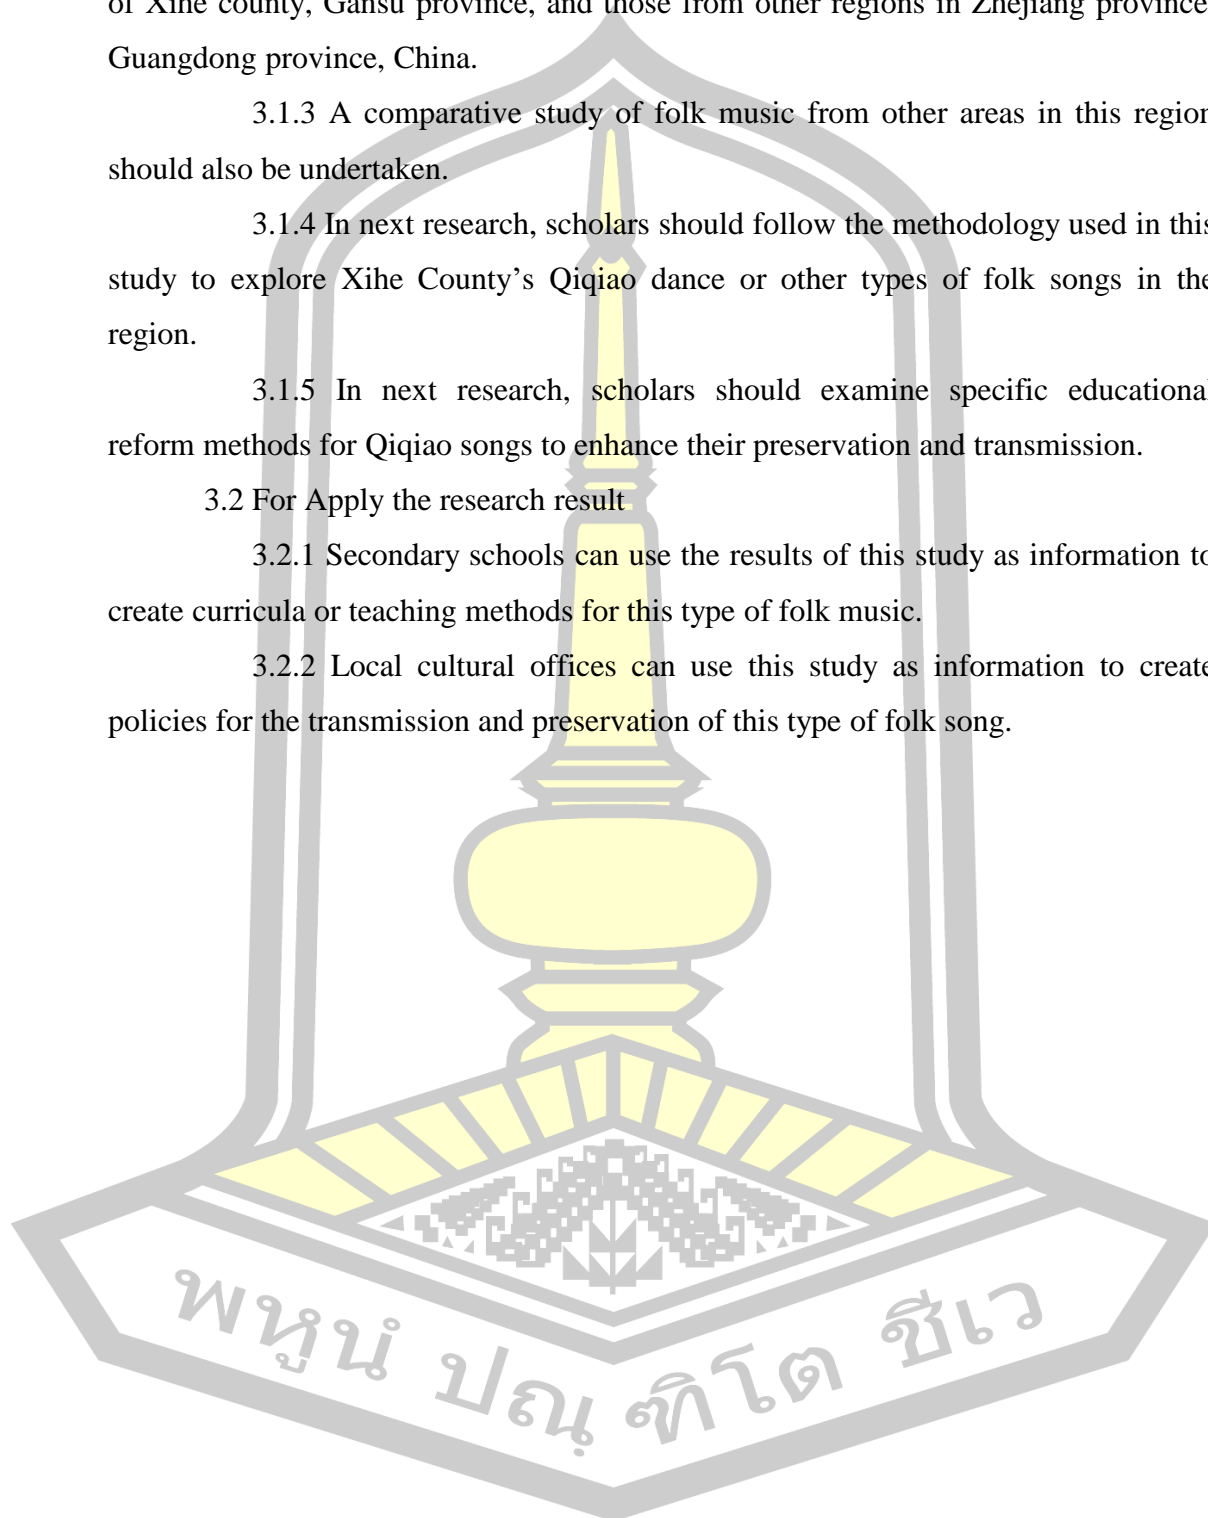 of Xihe county, Gansu province, and those from other regions in Zhejiang province
Guangdong province, China.
3.1.3 A comparative study of folk music from other areas in this region
should also be undertaken.
3.1.4 In next research, scholars should follow the methodology used in this
study to explore Xihe County’s Qiqiao dance or other types of folk songs in the
region.
3.1.5 In next research, scholars should examine specific educational
reform methods for Qiqiao songs to enhance their preservation and transmission.
3.2 For Apply the research result
3.2.1 Secondary schools can use the results of this study as information to
create curricula or teaching methods for this type of folk music.
3.2.2 Local cultural offices can use this study as information to create
policies for the transmission and preservation of this type of folk song.
พหูนํ ปณฺฑิโต ชีเว